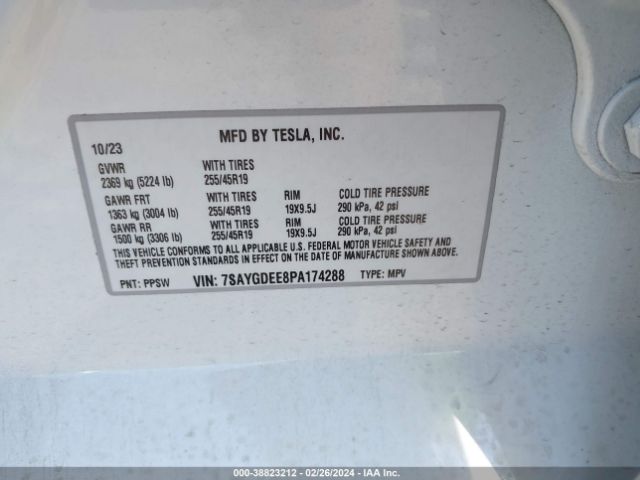 10/23
MFD BY TESLA, INC.
GVWR WITH TIRES
2369 kg (5224 lb) 255/45R19
GAWR FRT WITH TIRES RIM COLD TIRE PRESSURE
1363 kg (3004 lb) 255/45R19 19X9.5J 290 kPa, 42 psi
GAWR RR WITH TIRES RIM COLD TIRE PRESSURE
1500 kg (3306 lb) 255/45R19 19X9.5J 290 kPa, 42 psi
THIS VEHICLE CONFORMS TO ALL APPLICABLE U.S. FEDERAL MOTOR VEHICLE SAFETY AND
THEFT PREVENTION STANDARDS IN EFFECT ON THE DATE OF MANUFACTURE SHOWN ABOVE.
PNT: PPSW VIN: 7SAYGDEE8PA174288 TYPE: MPV
000-38823212 - 02/26/2024 - IAA Inc.